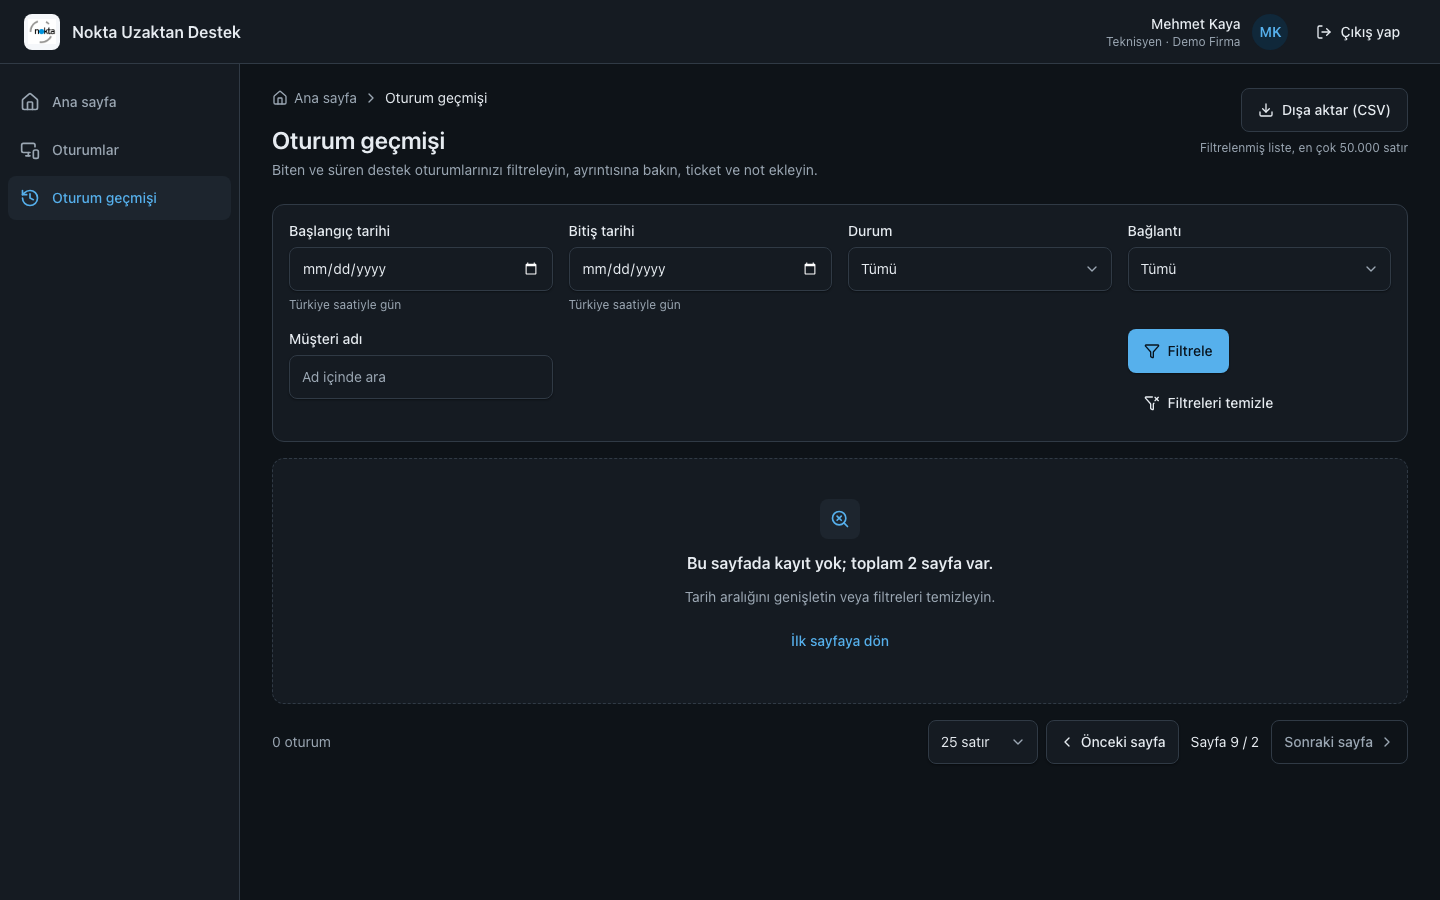 nokta
Nokta Uzaktan Destek
Mehmet Kaya
Teknisyen · Demo Firma
MK
Çıkış yap
Ana sayfa
Oturumlar
Oturum geçmişi
Ana sayfa > Oturum geçmişi
Dışa aktar (CSV)
Filtrelenmiş liste, en çok 50.000 satır
Oturum geçmişi
Biten ve süren destek oturumlarınızı filtreleyin, ayrıntısına bakın, ticket ve not ekleyin.
Başlangıç tarihi
mm/dd/yyyy
Türkiye saatiyle gün
Bitiş tarihi
mm/dd/yyyy
Türkiye saatiyle gün
Durum
Tümü
Bağlantı
Tümü
Müşteri adı
Ad içinde ara
Filtrele
Filtreleri temizle
Bu sayfada kayıt yok; toplam 2 sayfa var.
Tarih aralığını genişletin veya filtreleri temizleyin.
İlk sayfaya dön
0 oturum
25 satır
Önceki sayfa
Sayfa 9 / 2
Sonraki sayfa